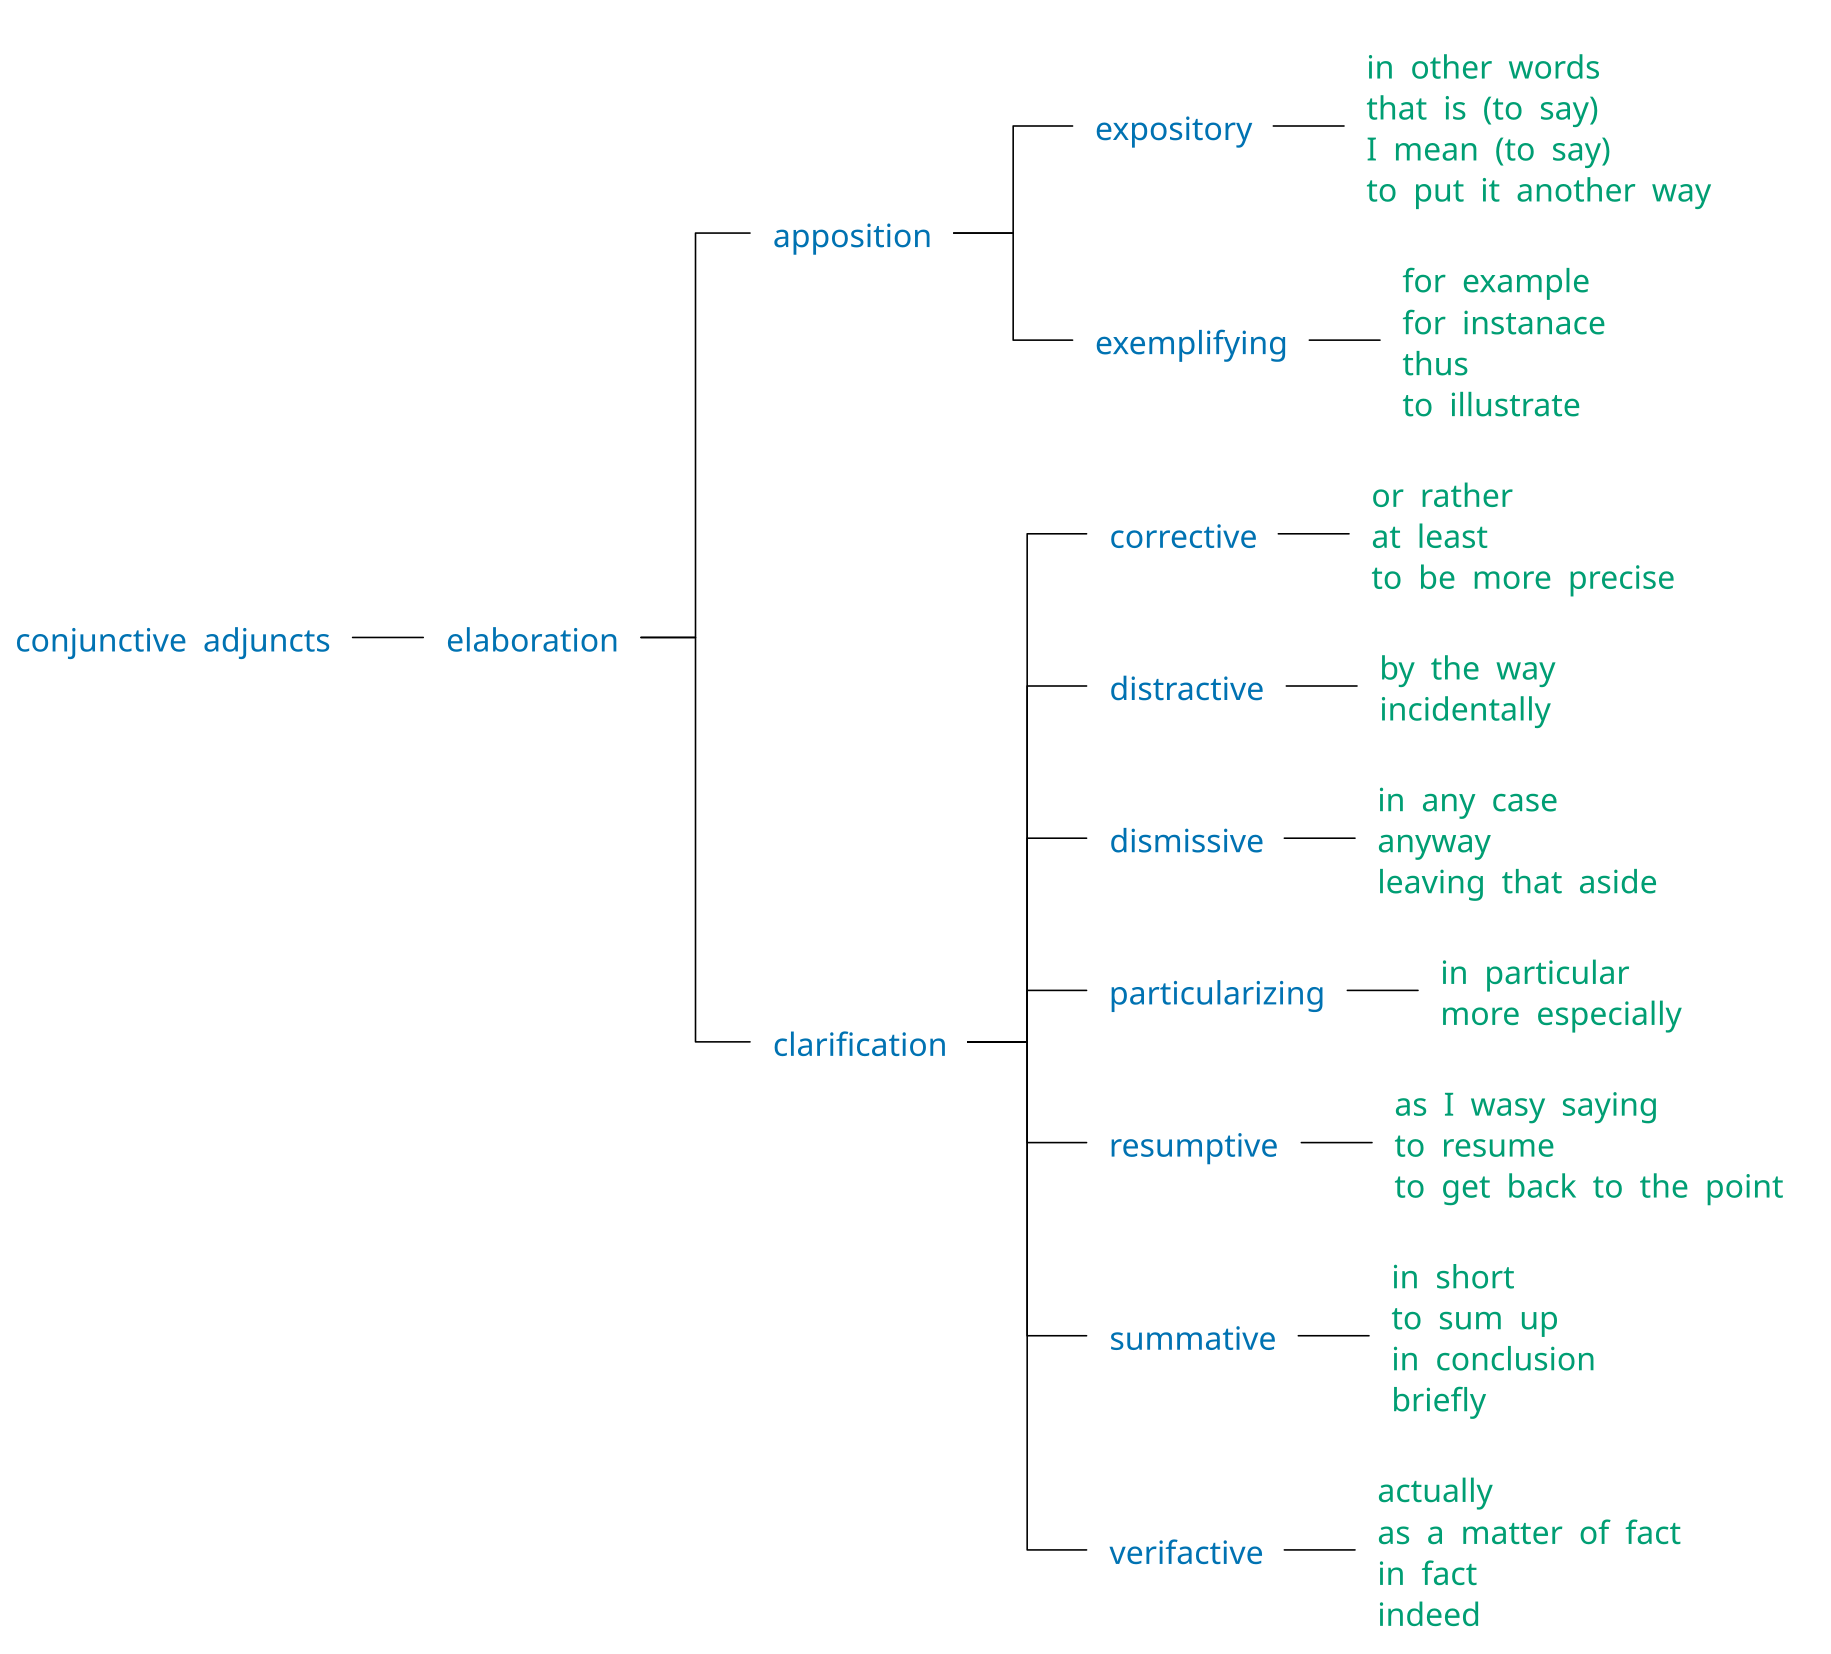 conjunctive adjuncts
elaboration
apposition
expository
in other words
that is (to say)
I mean (to say)
to put it another way
exemplifying
for example
for instanace
thus
to illustrate
clarification
corrective
or rather
at least
to be more precise
distractive
by the way
incidentally
dismissive
in any case
anyway
leaving that aside
particularizing
in particular
more especially
resumptive
as I wasy saying
to resume
to get back to the point
summative
in short
to sum up
in conclusion
briefly
verifactive
actually
as a matter of fact
in fact
indeed